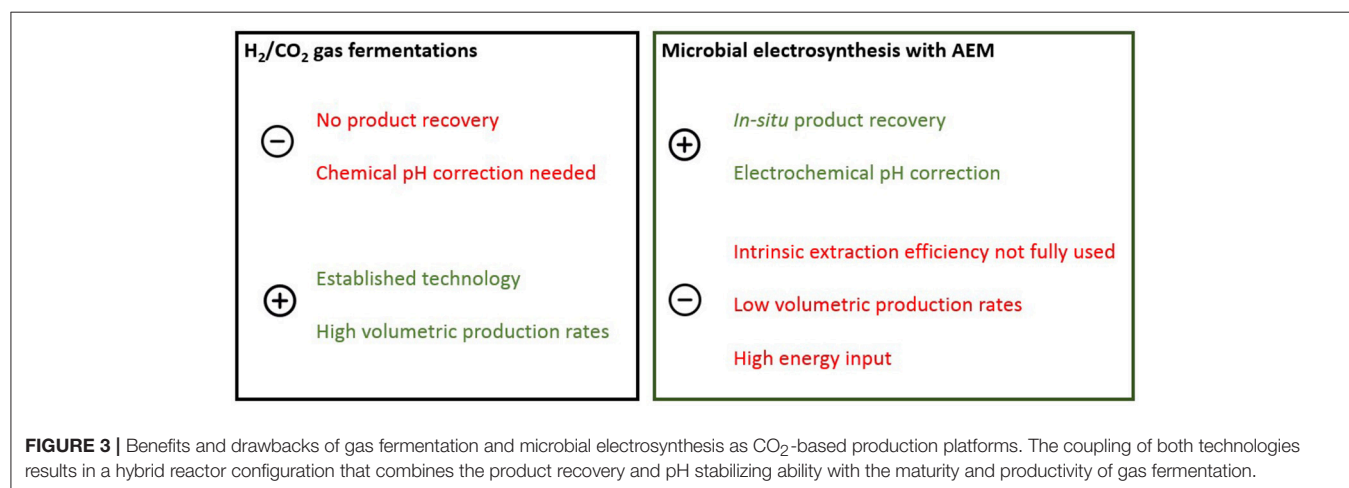 H₂/CO₂ gas fermentations
−
No product recovery
Chemical pH correction needed
+
Established technology
High volumetric production rates
Microbial electrosynthesis with AEM
+
In-situ product recovery
Electrochemical pH correction
−
Intrinsic extraction efficiency not fully used
Low volumetric production rates
High energy input
FIGURE 3 | Benefits and drawbacks of gas fermentation and microbial electrosynthesis as CO₂-based production platforms. The coupling of both technologies
results in a hybrid reactor configuration that combines the product recovery and pH stabilizing ability with the maturity and productivity of gas fermentation.